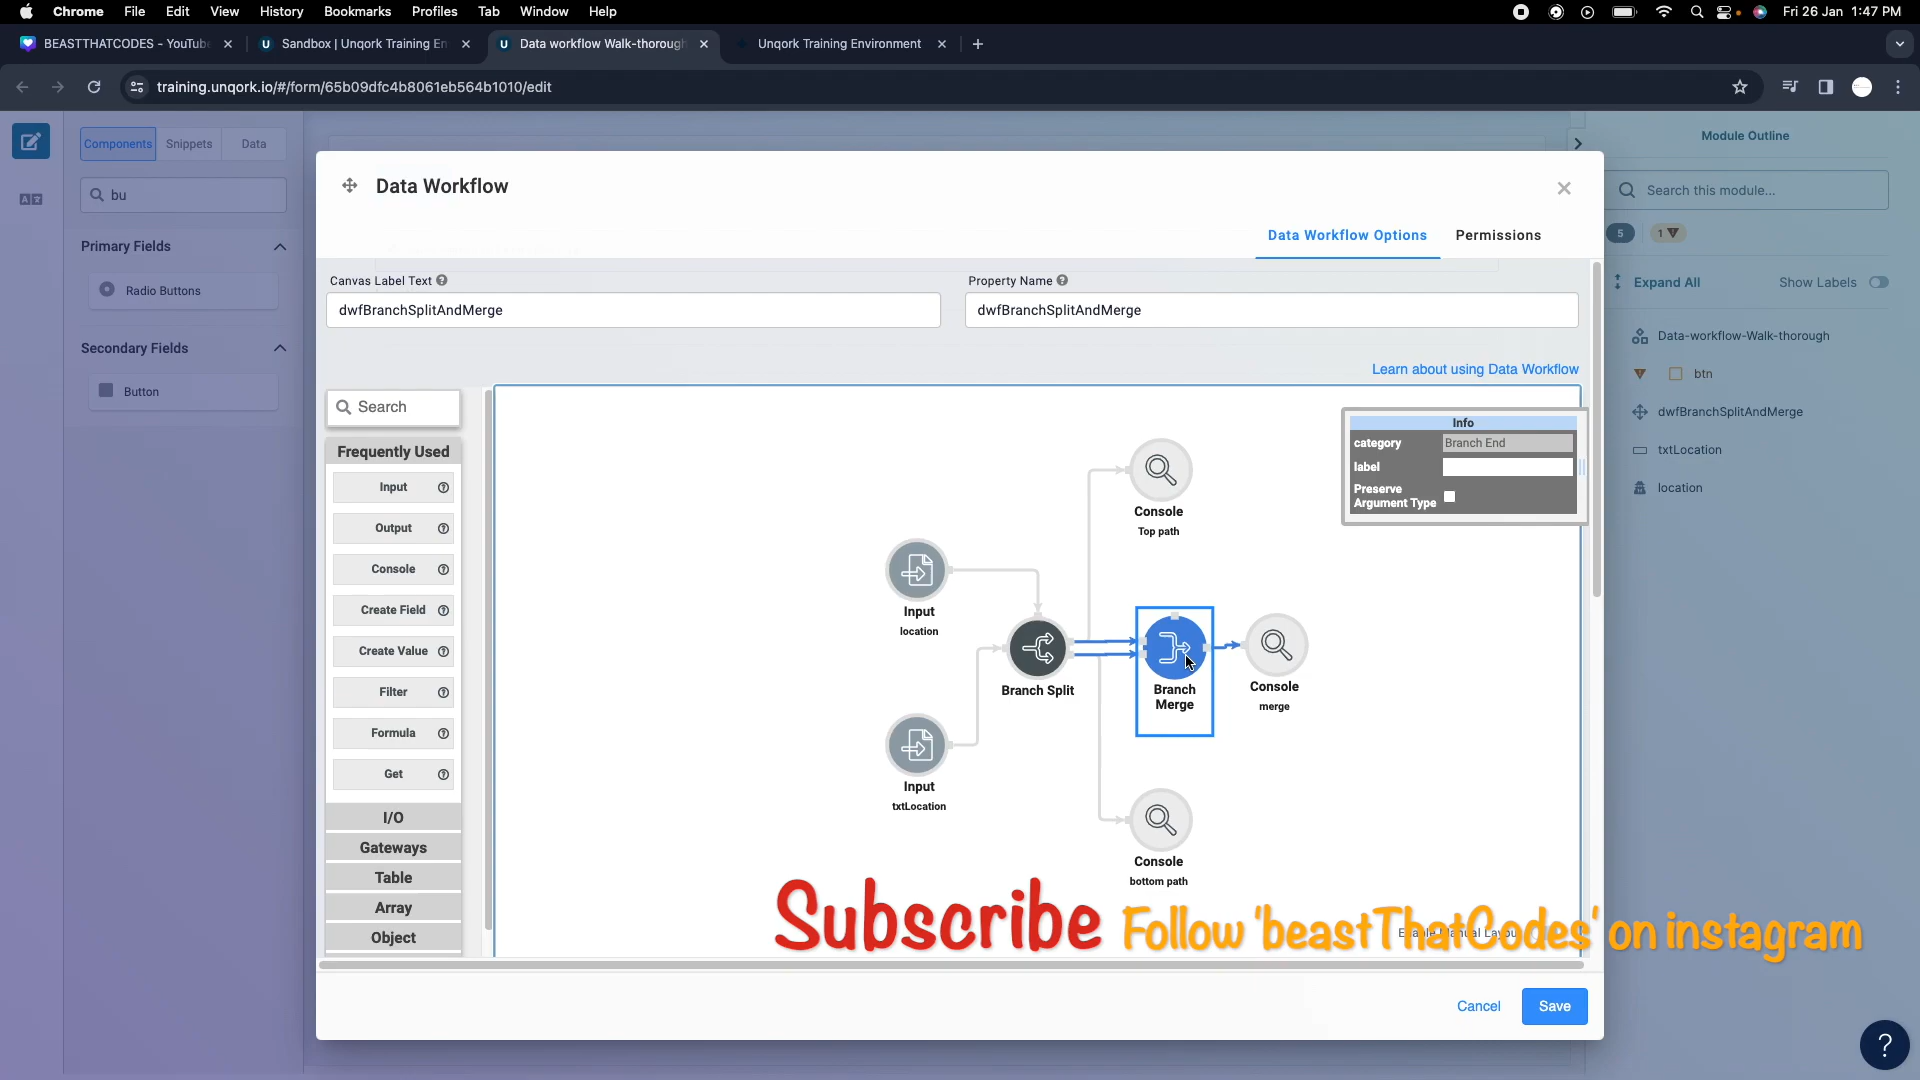 Chrome File Edit View History Bookmarks Profiles Tab Window Help Fri 26 Jan 1:47 PM
BEASTTHATCODES - YouTub Sandbox | Unqork Training En Data workflow Walk-thorough Unqork Training Environment
training.unqork.io/#/form/65b09dfc4b8061eb564b1010/edit
Components Snippets Data
bu
Primary Fields
Radio Buttons
Secondary Fields
Button
Data Workflow
Data Workflow Options Permissions
Canvas Label Text
dwfBranchSplitAndMerge
Property Name
dwfBranchSplitAndMerge
Learn about using Data Workflow
Search
Frequently Used
Input
Output
Console
Create Field
Create Value
Filter
Formula
Get
I/O
Gateways
Table
Array
Object
Console
Top path
Input
location
Branch Split
Branch
Merge
Console
merge
Input
txtLocation
Console
bottom path
Info
category Branch End
label
Preserve
Argument Type
Subscribe Follow 'beastThatCodes' on instagram
Cancel Save
Module Outline
Search this module...
5 1
Expand All Show Labels
Data-workflow-Walk-thorough
btn
dwfBranchSplitAndMerge
txtLocation
location
?